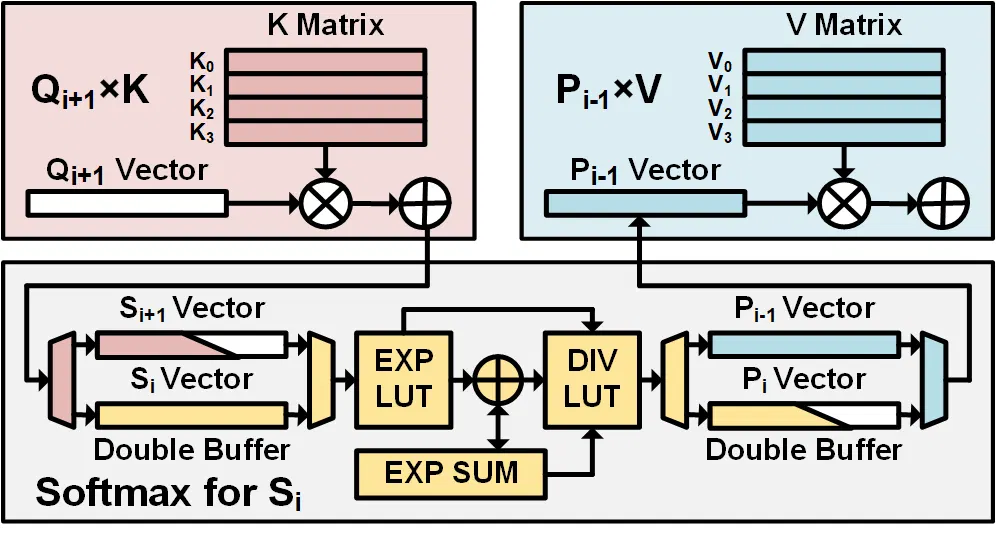 K Matrix
K0
K1
K2
K3
Qi+1×K
Qi+1 Vector
V Matrix
V0
V1
V2
V3
Pi-1×V
Pi-1 Vector
Si+1 Vector
Si Vector
Double Buffer
EXP
LUT
EXP SUM
DIV
LUT
Pi-1 Vector
Pi Vector
Double Buffer
Softmax for Si